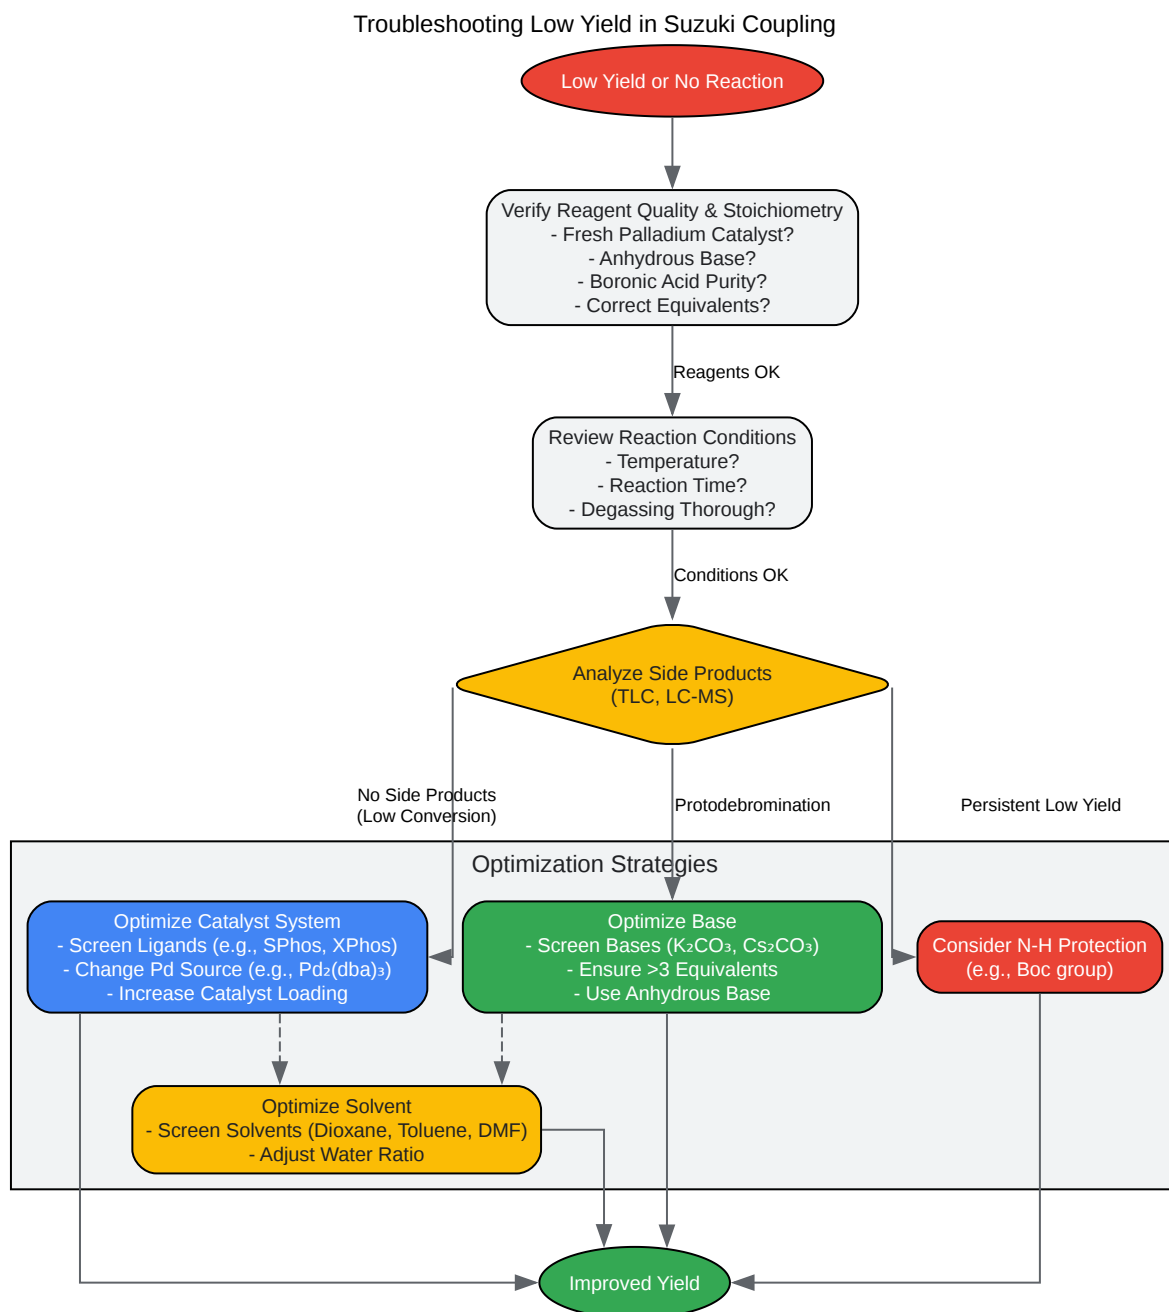 Troubleshooting Low Yield in Suzuki Coupling
Low Yield or No Reaction
Verify Reagent Quality & Stoichiometry
- Fresh Palladium Catalyst?
- Anhydrous Base?
- Boronic Acid Purity?
- Correct Equivalents?
Reagents OK
Review Reaction Conditions
- Temperature?
- Reaction Time?
- Degassing Thorough?
Conditions OK
Analyze Side Products
(TLC, LC-MS)
No Side Products
(Low Conversion)
Protodebromination
Persistent Low Yield
Optimization Strategies
Optimize Catalyst System
- Screen Ligands (e.g., SPhos, XPhos)
- Change Pd Source (e.g., Pd₂(dba)₃)
- Increase Catalyst Loading
Optimize Base
- Screen Bases (K₂CO₃, Cs₂CO₃)
- Ensure >3 Equivalents
- Use Anhydrous Base
Consider N-H Protection
(e.g., Boc group)
Optimize Solvent
- Screen Solvents (Dioxane, Toluene, DMF)
- Adjust Water Ratio
Improved Yield